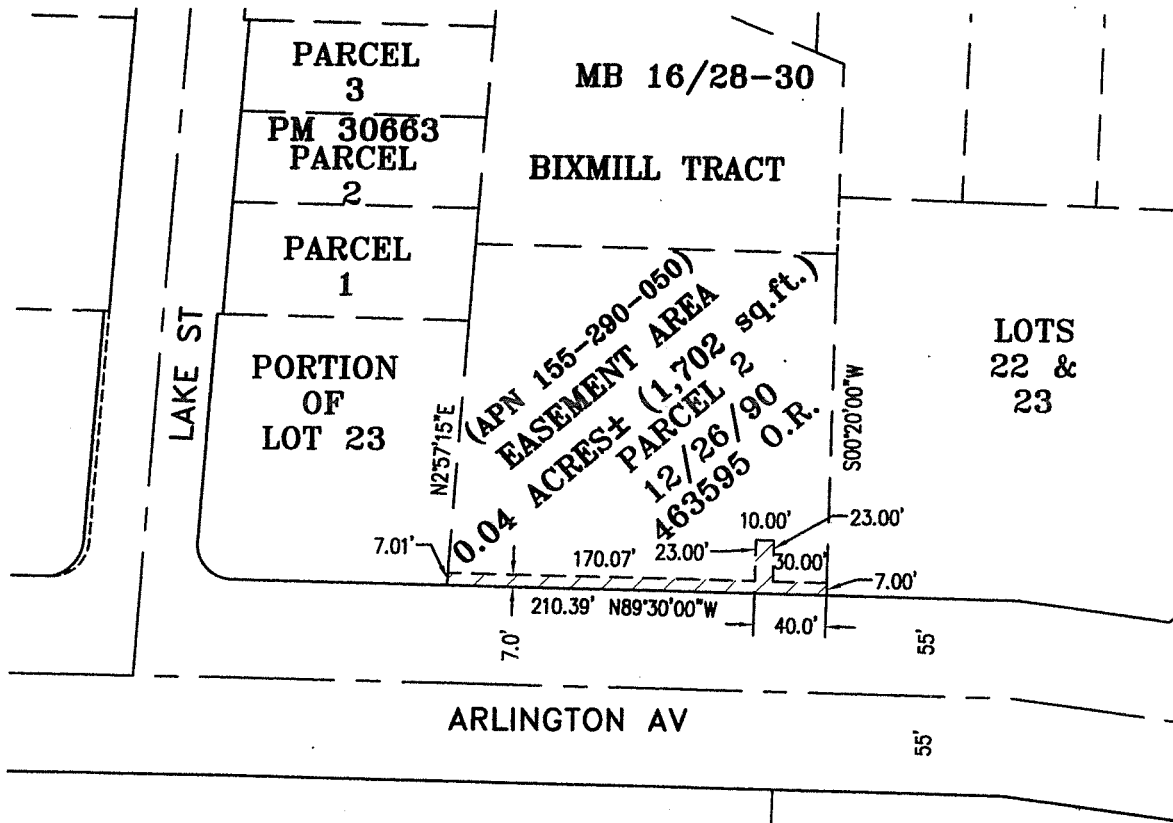 PARCEL
3
PM 30663
PARCEL
2
PARCEL
1
PORTION
OF
LOT 23
LAKE ST
MB 16/28-30
BIXMILL TRACT
LOTS
22 &
23
(APN 155-290-050)
EASEMENT AREA
0.04 ACRES± (1,702 sq.ft.)
PARCEL 2
12/26/90
463595 O.R.
N2°57'15"E
S00°20'00"W
10.00'
23.00'
7.01'
170.07'
23.00'
30.00'
7.00'
210.39' N89°30'00"W
40.0'
7.0'
55'
ARLINGTON AV
55'